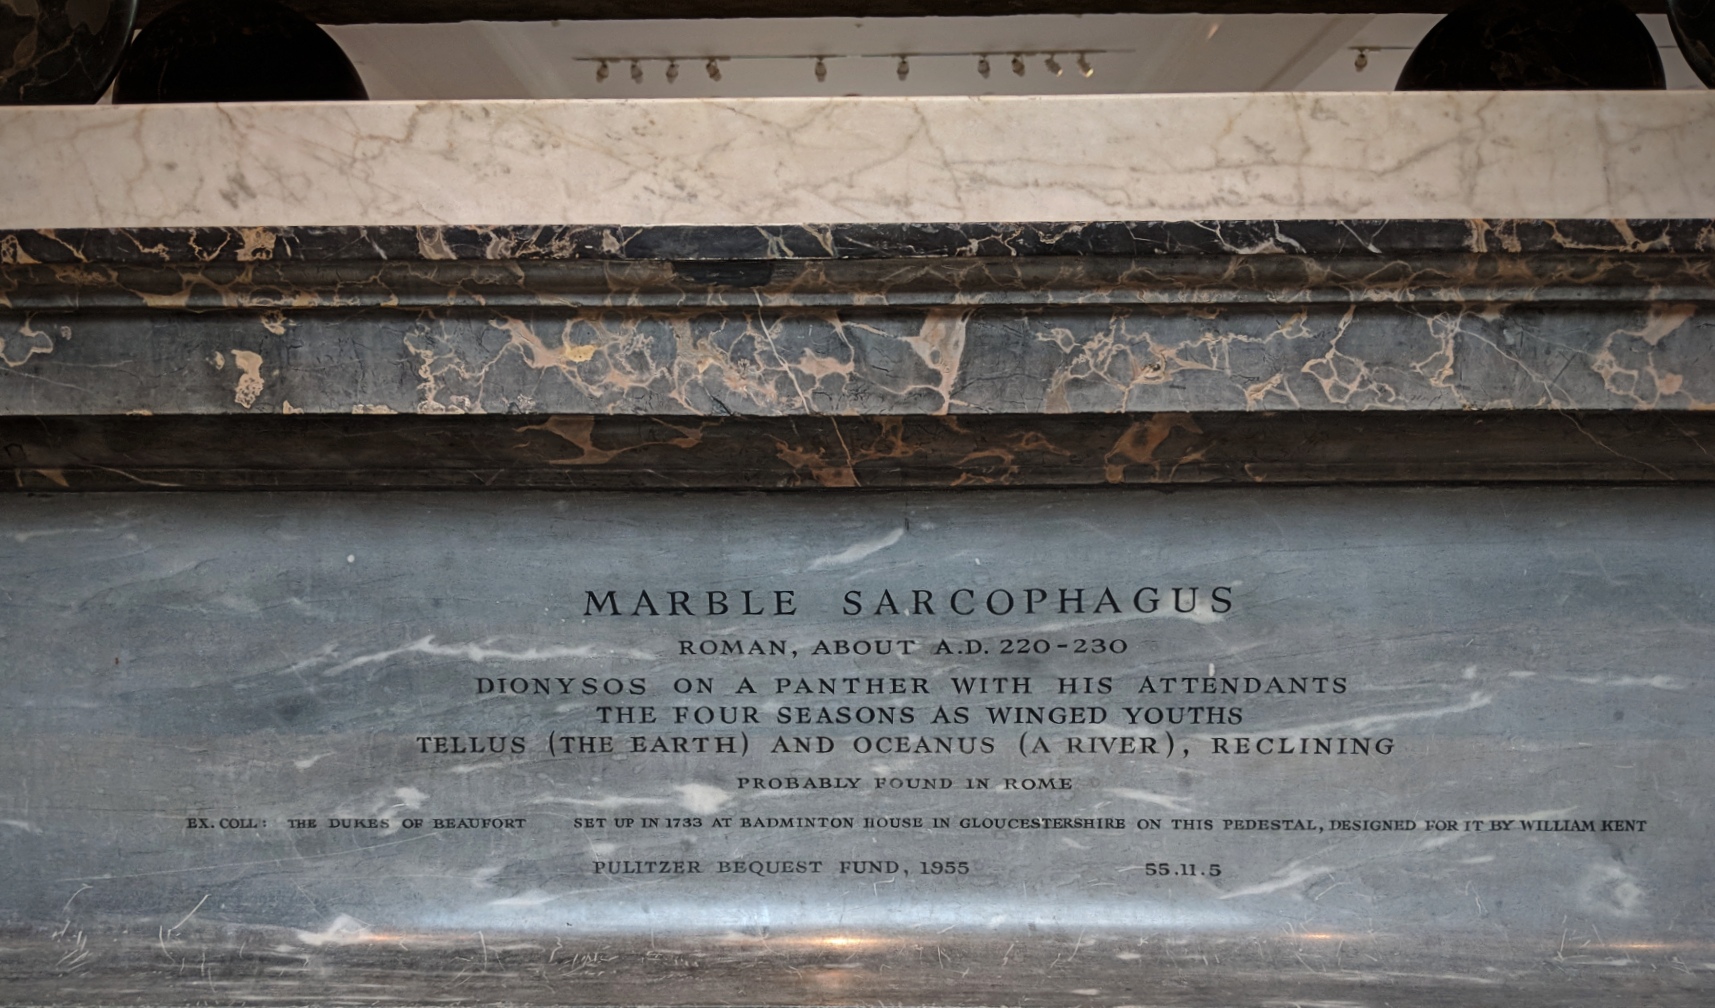 MARBLE SARCOPHAGUS
ROMAN, ABOUT A.D. 220-230
DIONYSOS ON A PANTHER WITH HIS ATTENDANTS
THE FOUR SEASONS AS WINGED YOUTHS
TELLUS (THE EARTH) AND OCEANUS (A RIVER), RECLINING
PROBABLY FOUND IN ROME
EX. COLL: THE DUKES OF BEAUFORT SET UP IN 1733 AT BADMINTON HOUSE IN GLOUCESTERSHIRE ON THIS PEDESTAL, DESIGNED FOR IT BY WILLIAM KENT
PULITZER BEQUEST FUND, 1955 55.11.5